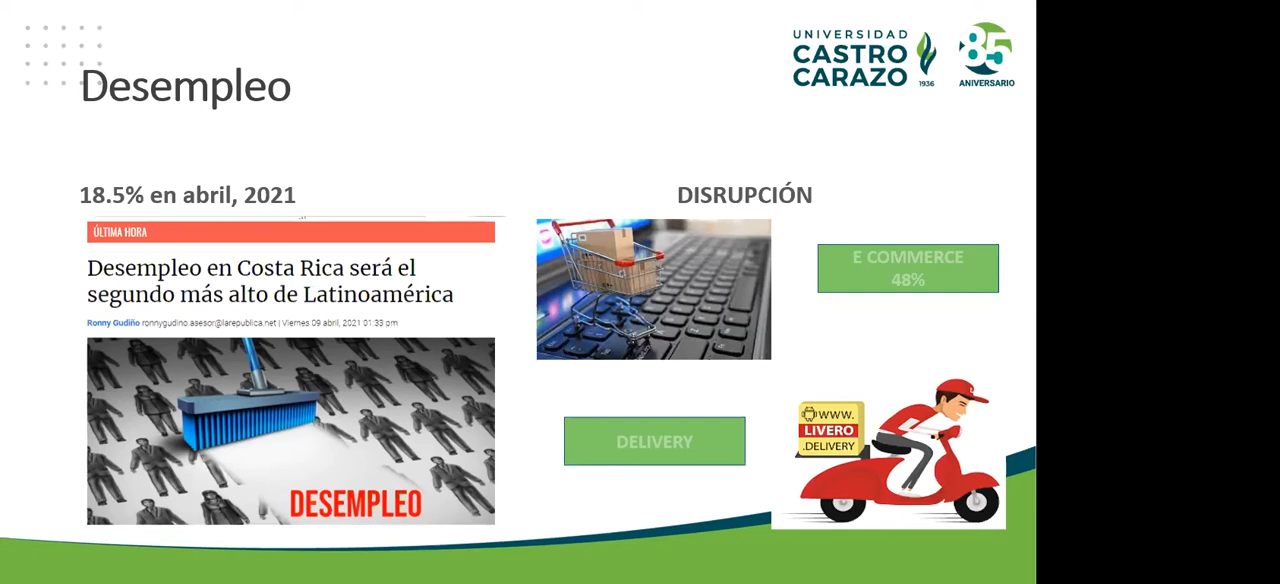 UNIVERSIDAD
CASTRO
CARAZO
1936
85
ANIVERSARIO
Desempleo
18.5% en abril, 2021
ÚLTIMA HORA
Desempleo en Costa Rica será el
segundo más alto de Latinoamérica
Ronny Gudiño ronnygudino.asesor@larepublica.net | Viernes 09 abril, 2021 01:33 pm
DESEMPLEO
DISRUPCIÓN
E COMMERCE
48%
DELIVERY
WWW.
LIVERO
.DELIVERY